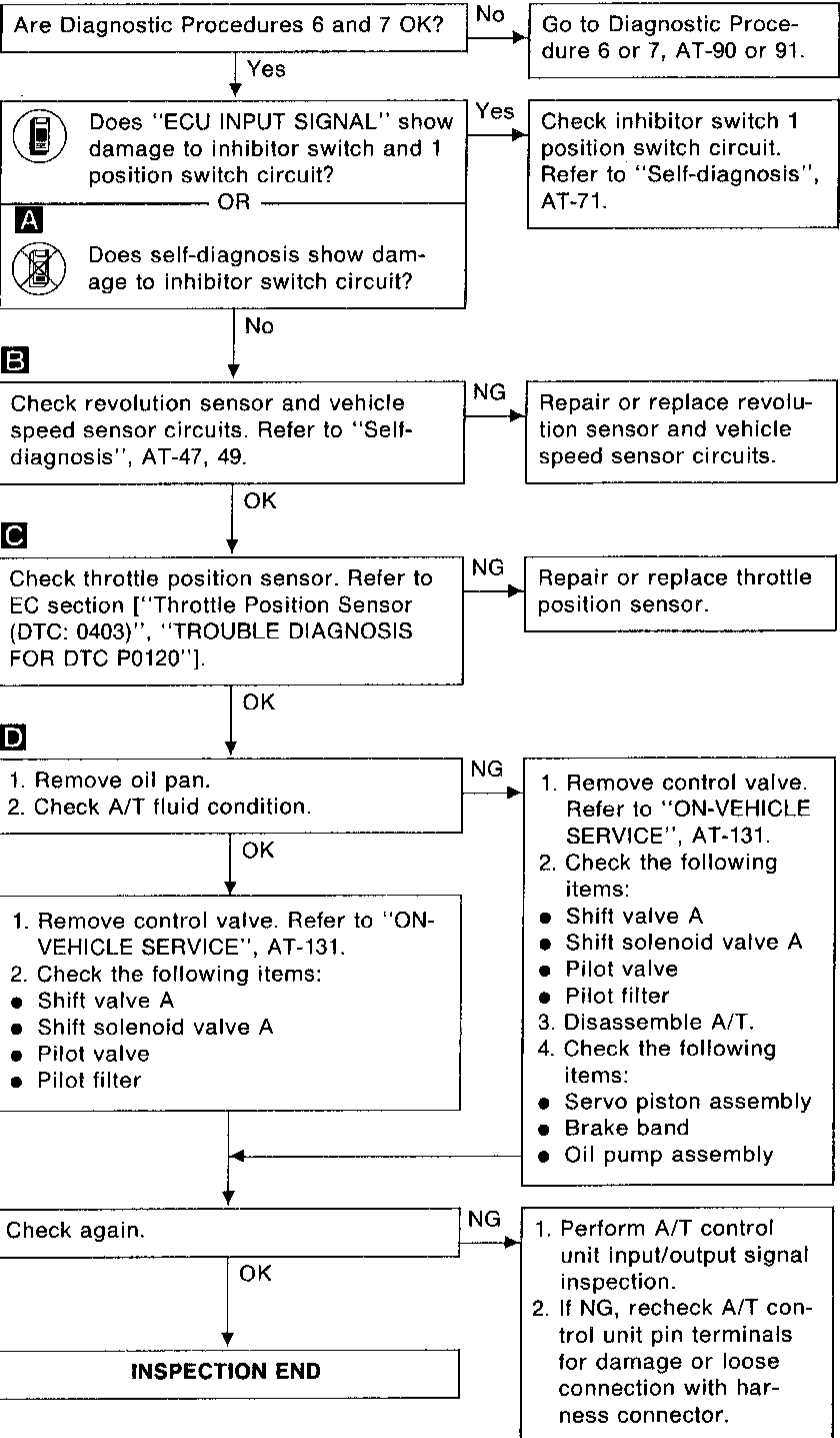 Are Diagnostic Procedures 6 and 7 OK?
No
Go to Diagnostic Proce-
dure 6 or 7, AT-90 or 91.
Yes
Does "ECU INPUT SIGNAL" show
damage to inhibitor switch and 1
position switch circuit?
Yes
Check inhibitor switch 1
position switch circuit.
Refer to "Self-diagnosis",
AT-71.
OR
A
Does self-diagnosis show dam-
age to inhibitor switch circuit?
No
B
Check revolution sensor and vehicle
speed sensor circuits. Refer to "Self-
diagnosis", AT-47, 49.
NG
Repair or replace revolu-
tion sensor and vehicle
speed sensor circuits.
OK
C
Check throttle position sensor. Refer to
EC section ["Throttle Position Sensor
(DTC: 0403)", "TROUBLE DIAGNOSIS
FOR DTC P0120"].
NG
Repair or replace throttle
position sensor.
OK
D
1. Remove oil pan.
2. Check A/T fluid condition.
NG
1. Remove control valve.
Refer to "ON-VEHICLE
SERVICE", AT-131.
2. Check the following
items:
● Shift valve A
● Shift solenoid valve A
● Pilot valve
● Pilot filter
3. Disassemble A/T.
4. Check the following
items:
● Servo piston assembly
● Brake band
● Oil pump assembly
OK
1. Remove control valve. Refer to "ON-
VEHICLE SERVICE", AT-131.
2. Check the following items:
● Shift valve A
● Shift solenoid valve A
● Pilot valve
● Pilot filter
Check again.
NG
1. Perform A/T control
unit input/output signal
inspection.
2. If NG, recheck A/T con-
trol unit pin terminals
for damage or loose
connection with har-
ness connector.
OK
INSPECTION END